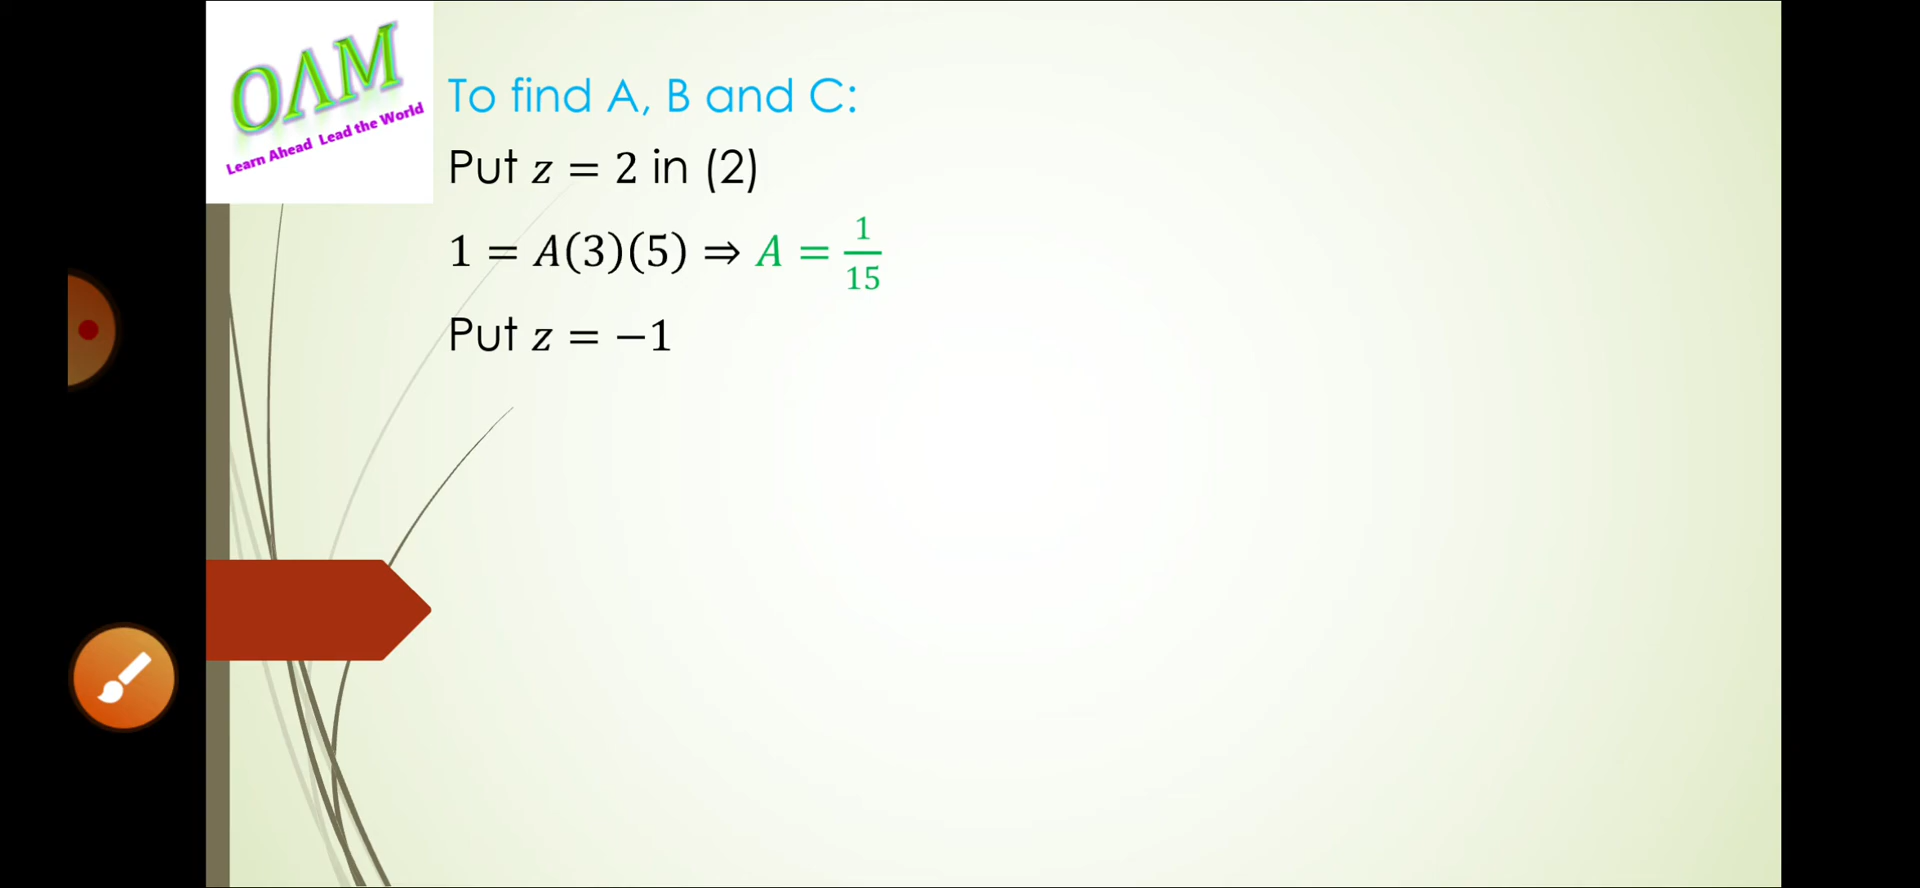 OAM
Learn Ahead Lead the World
To find A, B and C:
Put z = 2 in (2)
1 = A(3)(5) ⇒ A = 1/15
Put z = −1